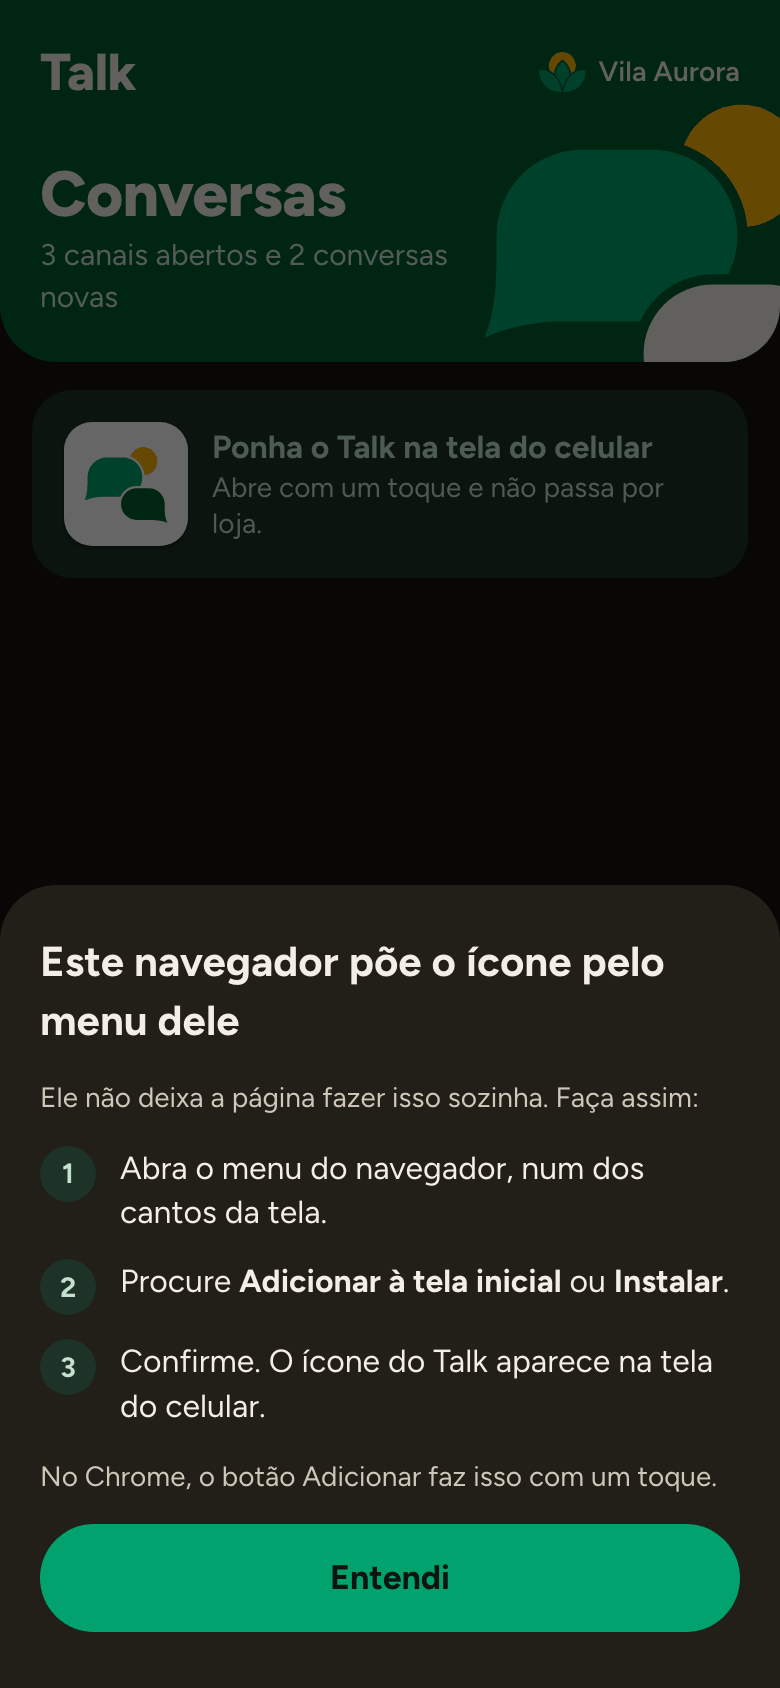 Talk
Vila Aurora
Conversas
3 canais abertos e 2 conversas
novas
Ponha o Talk na tela do celular
Abre com um toque e não passa por
loja.
Este navegador põe o ícone pelo
menu dele
Ele não deixa a página fazer isso sozinha. Faça assim:
1 Abra o menu do navegador, num dos
cantos da tela.
2 Procure Adicionar à tela inicial ou Instalar.
3 Confirme. O ícone do Talk aparece na tela
do celular.
No Chrome, o botão Adicionar faz isso com um toque.
Entendi